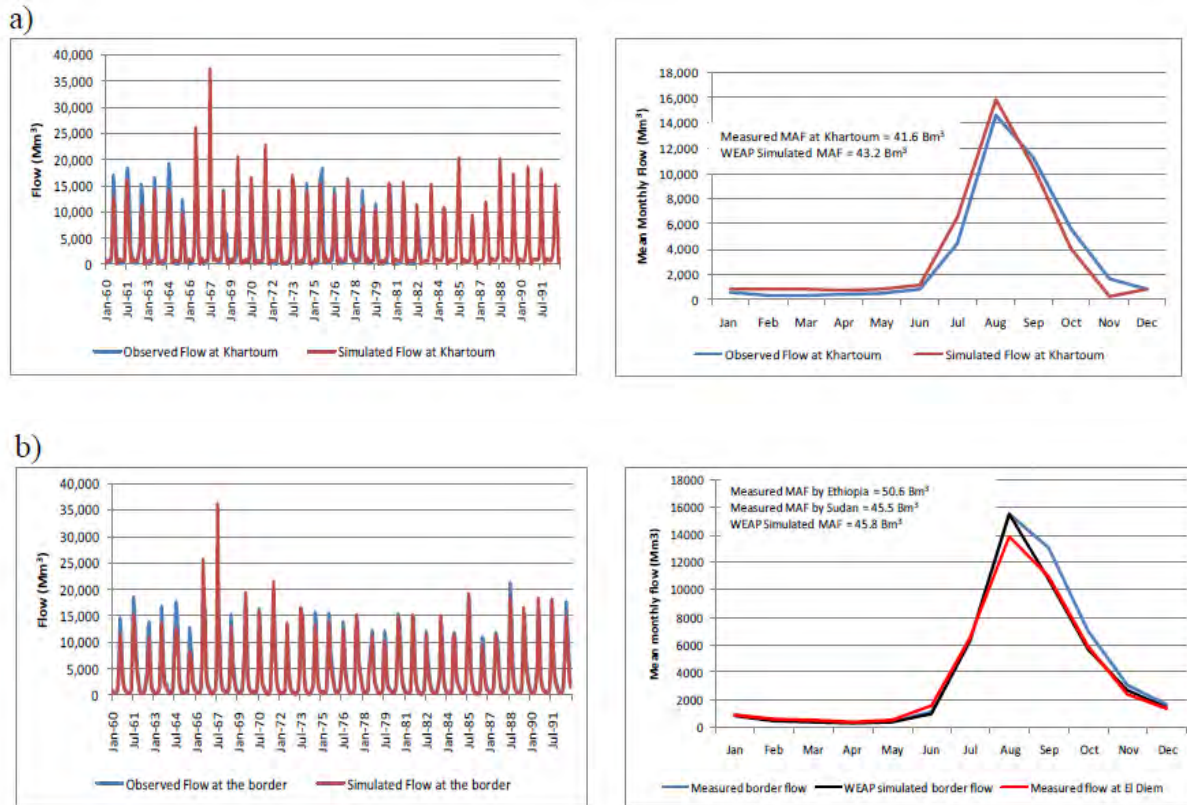 a)
40,000
35,000
30,000
25,000
20,000
15,000
10,000
5,000
0
Flow (Mm³)
Jan-60
Jul-61
Jan-63
Jul-64
Jan-66
Jul-67
Jan-69
Jul-70
Jan-72
Jul-73
Jan-75
Jul-76
Jan-78
Jul-79
Jan-81
Jul-82
Jan-84
Jul-85
Jan-87
Jul-88
Jan-90
Jul-91
Observed Flow at Khartoum
Simulated Flow at Khartoum
18,000
16,000
14,000
12,000
10,000
8,000
6,000
4,000
2,000
0
Mean Monthly Flow (Mm³)
Measured MAF at Khartoum = 41.6 Bm³
WEAP Simulated MAF = 43.2 Bm³
Jan Feb Mar Apr May Jun Jul Aug Sep Oct Nov Dec
Observed Flow at Khartoum
Simulated Flow at Khartoum
b)
40,000
35,000
30,000
25,000
20,000
15,000
10,000
5,000
0
Flow (Mm³)
Jan-60
Jul-61
Jan-63
Jul-64
Jan-66
Jul-67
Jan-69
Jul-70
Jan-72
Jul-73
Jan-75
Jul-76
Jan-78
Jul-79
Jan-81
Jul-82
Jan-84
Jul-85
Jan-87
Jul-88
Jan-90
Jul-91
Observed Flow at the border
Simulated Flow at the border
18000
16000
14000
12000
10000
8000
6000
4000
2000
0
Mean monthly flow (Mm3)
Measured MAF by Ethiopia = 50.6 Bm³
Measured MAF by Sudan = 45.5 Bm³
WEAP Simulated MAF = 45.8 Bm³
Jan Feb Mar Apr May Jun Jul Aug Sep Oct Nov Dec
Measured border flow
WEAP simulated border flow
Measured flow at El Diem